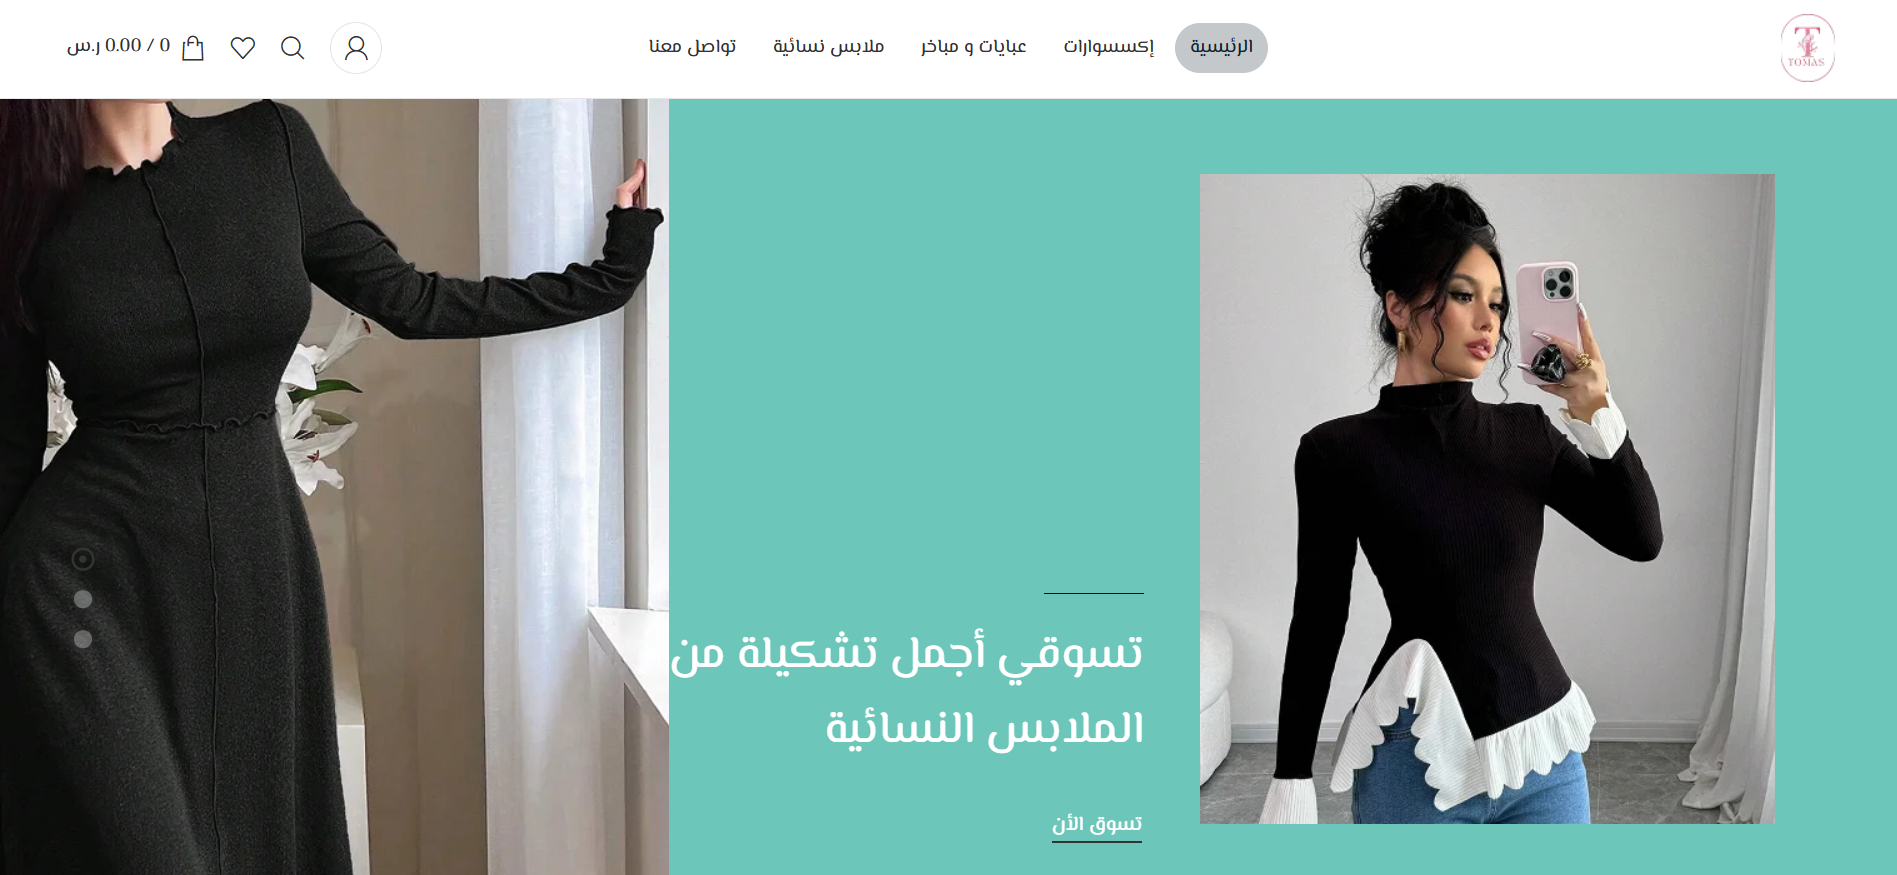 TOMAS
الرئيسية
إكسسوارات
عبايات و مباخر
ملابس نسائية
تواصل معنا
0 / 0.00 ر.س
تسوقي أجمل تشكيلة من
الملابس النسائية
تسوق الأن